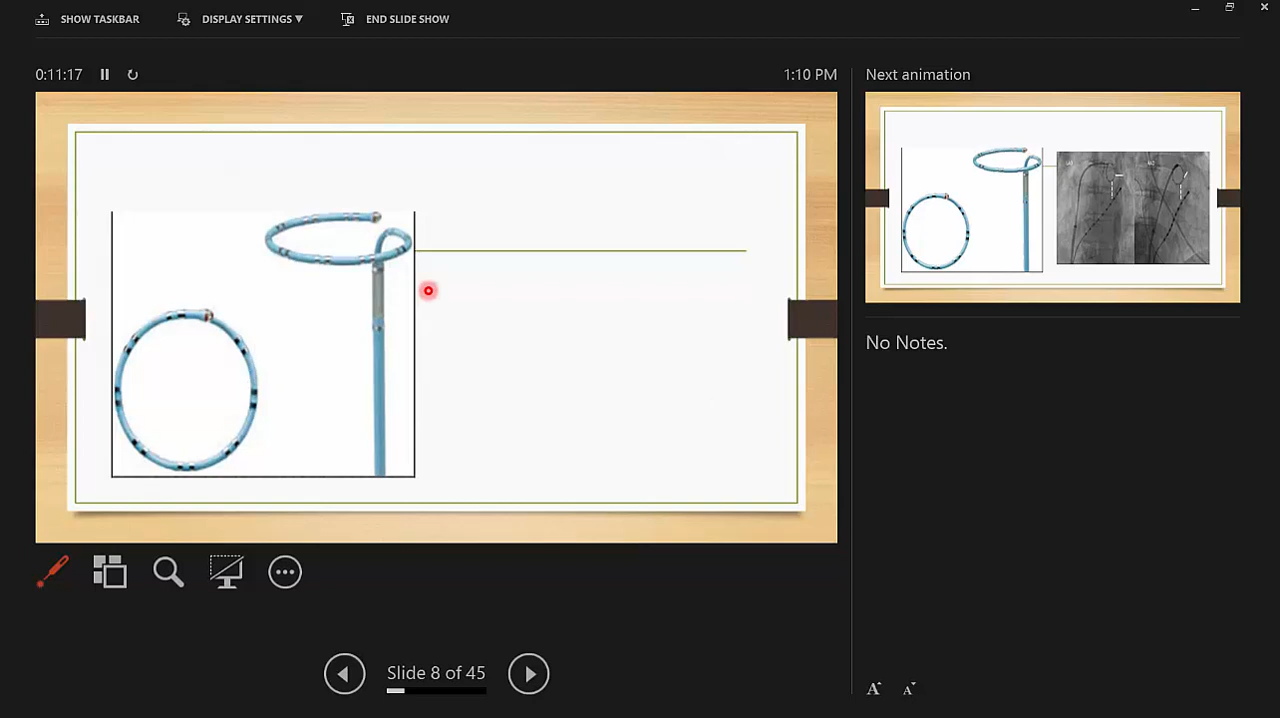 SHOW TASKBAR
DISPLAY SETTINGS ▼
END SLIDE SHOW
0:11:17
1:10 PM
Next animation
No Notes.
Slide 8 of 45
A
A